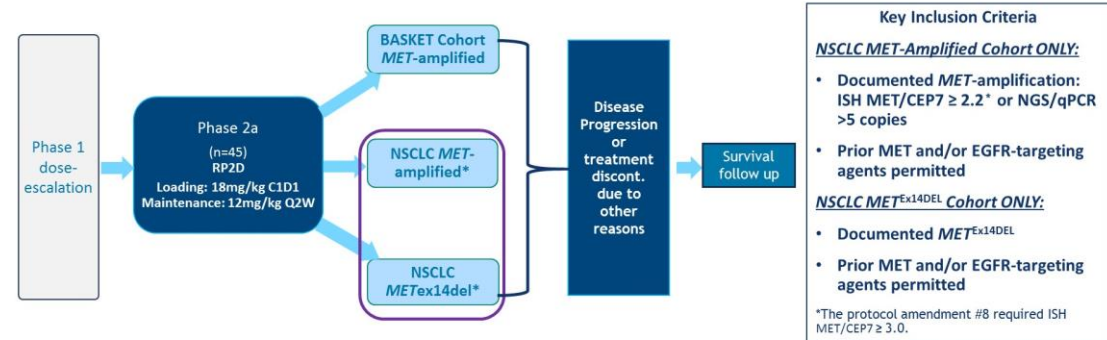 Phase 1
dose-
escalation
Phase 2a
(n=45)
RP2D
Loading: 18mg/kg C1D1
Maintenance: 12mg/kg Q2W
BASKET Cohort
MET-amplified
NSCLC MET-
amplified*
NSCLC
METex14del*
Disease
Progression
or
treatment
discont.
due to
other
reasons
Survival
follow up
Key Inclusion Criteria
NSCLC MET-Amplified Cohort ONLY:
• Documented MET-amplification:
ISH MET/CEP7 ≥ 2.2* or NGS/qPCR
>5 copies
• Prior MET and/or EGFR-targeting
agents permitted
NSCLC METEx14DEL Cohort ONLY:
• Documented METEx14DEL
• Prior MET and/or EGFR-targeting
agents permitted
*The protocol amendment #8 required ISH
MET/CEP7 ≥ 3.0.